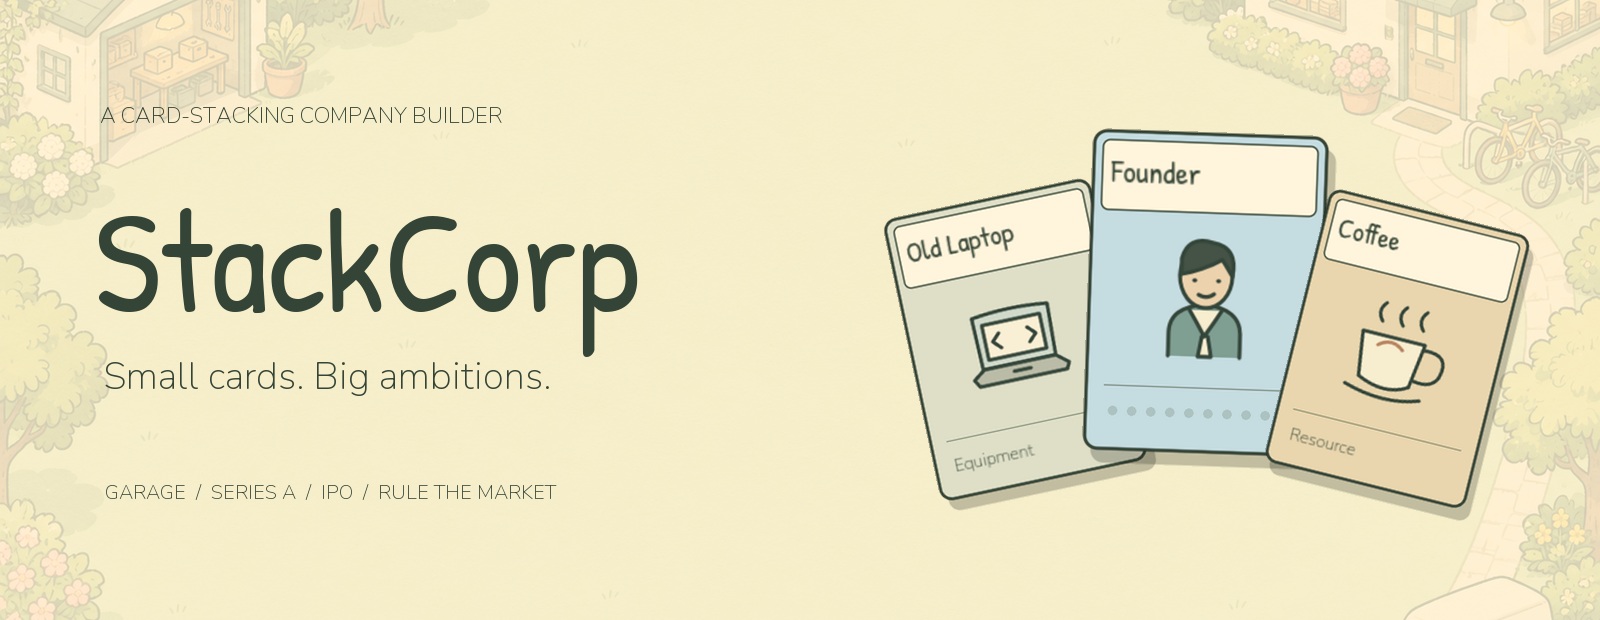 A CARD-STACKING COMPANY BUILDER
StackCorp
Small cards. Big ambitions.
GARAGE / SERIES A / IPO / RULE THE MARKET
Old Laptop
Equipment
Founder
Coffee
Resource